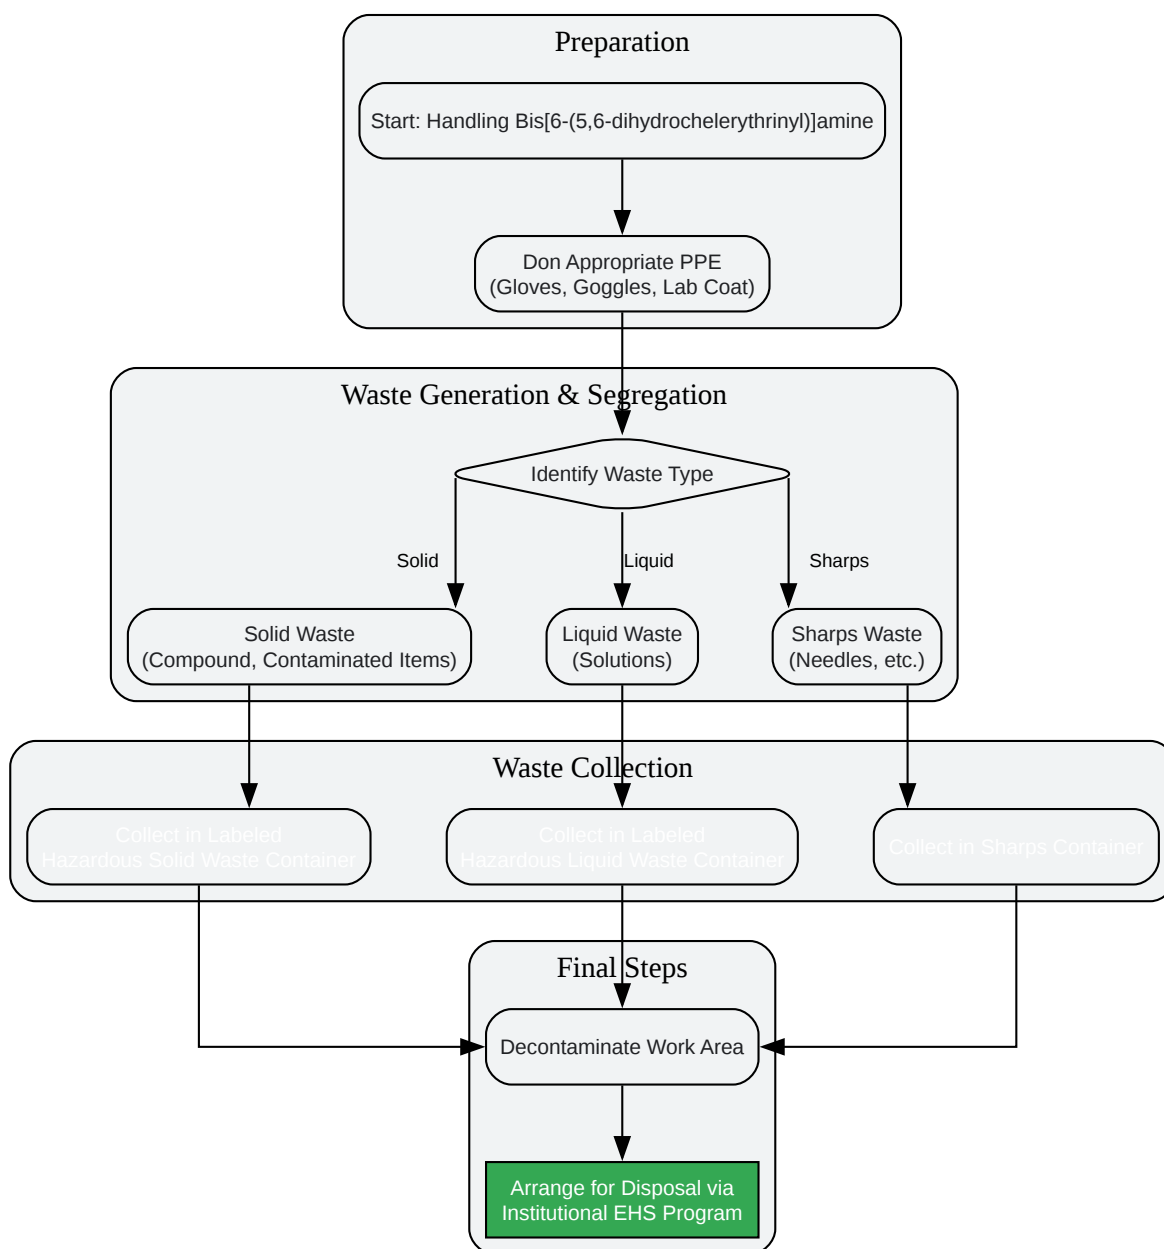 Preparation
Start: Handling Bis[6-(5,6-dihydrochelerythrinyl)]amine
Don Appropriate PPE
(Gloves, Goggles, Lab Coat)
Waste Generation & Segregation
Identify Waste Type
Solid
Liquid
Sharps
Solid Waste
(Compound, Contaminated Items)
Liquid Waste
(Solutions)
Sharps Waste
(Needles, etc.)
Waste Collection
Collect in Labeled
Hazardous Solid Waste Container
Collect in Labeled
Hazardous Liquid Waste Container
Collect in Sharps Container
Final Steps
Decontaminate Work Area
Arrange for Disposal via
Institutional EHS Program